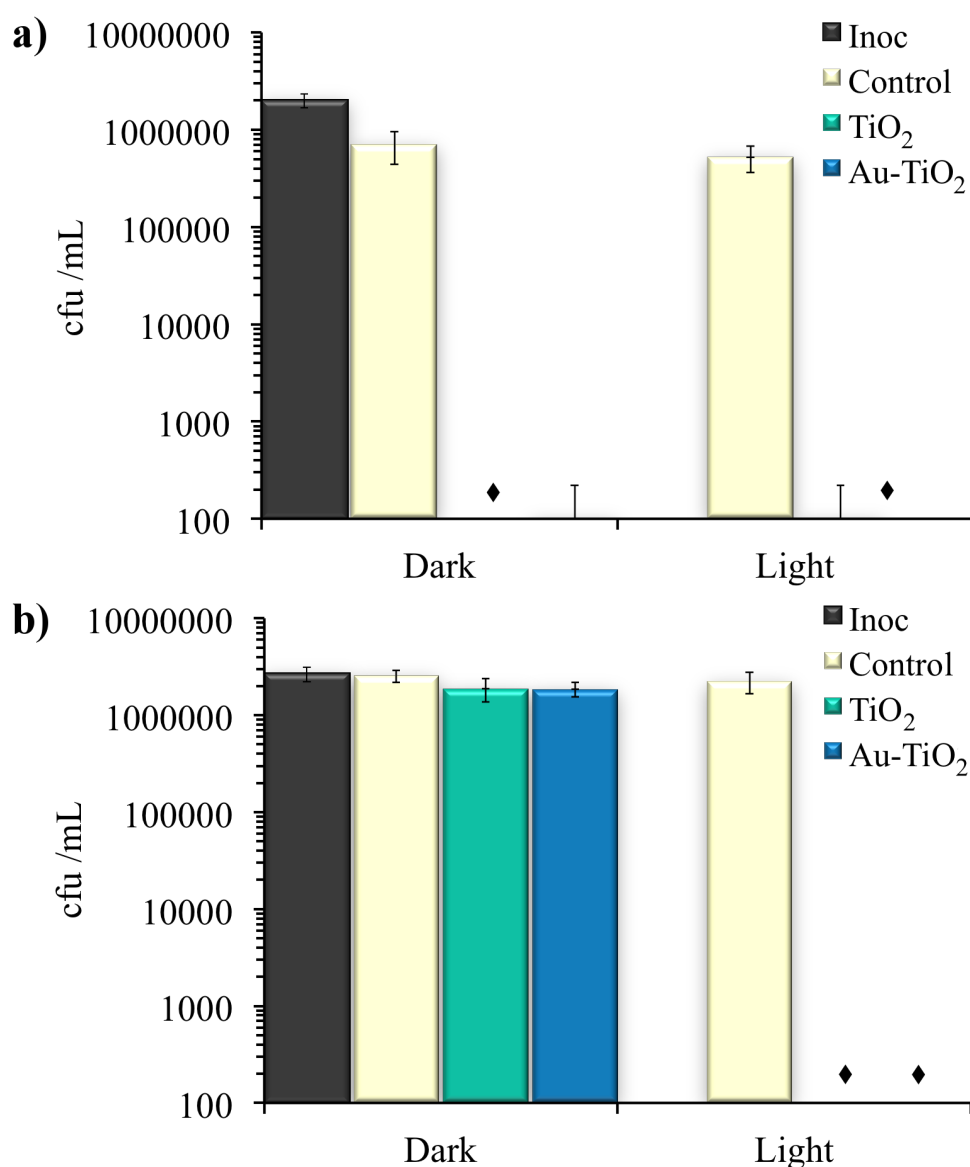 a)
10000000
1000000
100000
10000
1000
100
cfu /mL
Dark
Light
Inoc
Control
TiO₂
Au-TiO₂
b)
10000000
1000000
100000
10000
1000
100
cfu /mL
Dark
Light
Inoc
Control
TiO₂
Au-TiO₂